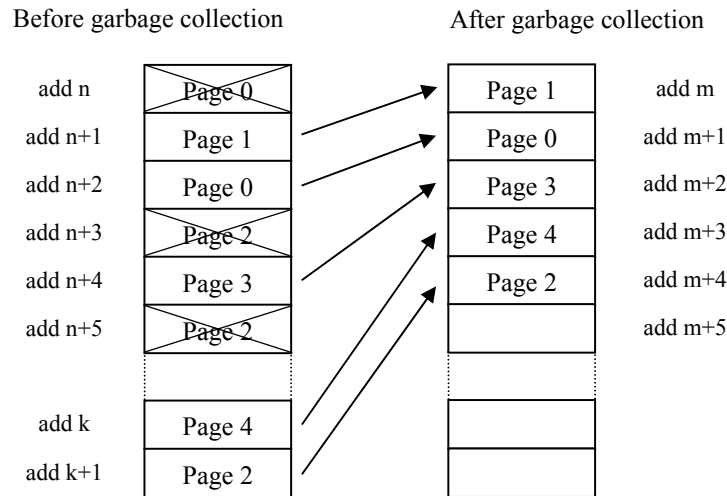 Before garbage collection After garbage collection
add n Page 0 Page 1 add m
add n+1 Page 1 Page 0 add m+1
add n+2 Page 0 Page 3 add m+2
add n+3 Page 2 Page 4 add m+3
add n+4 Page 3 Page 2 add m+4
add n+5 Page 2 add m+5
add k Page 4
add k+1 Page 2